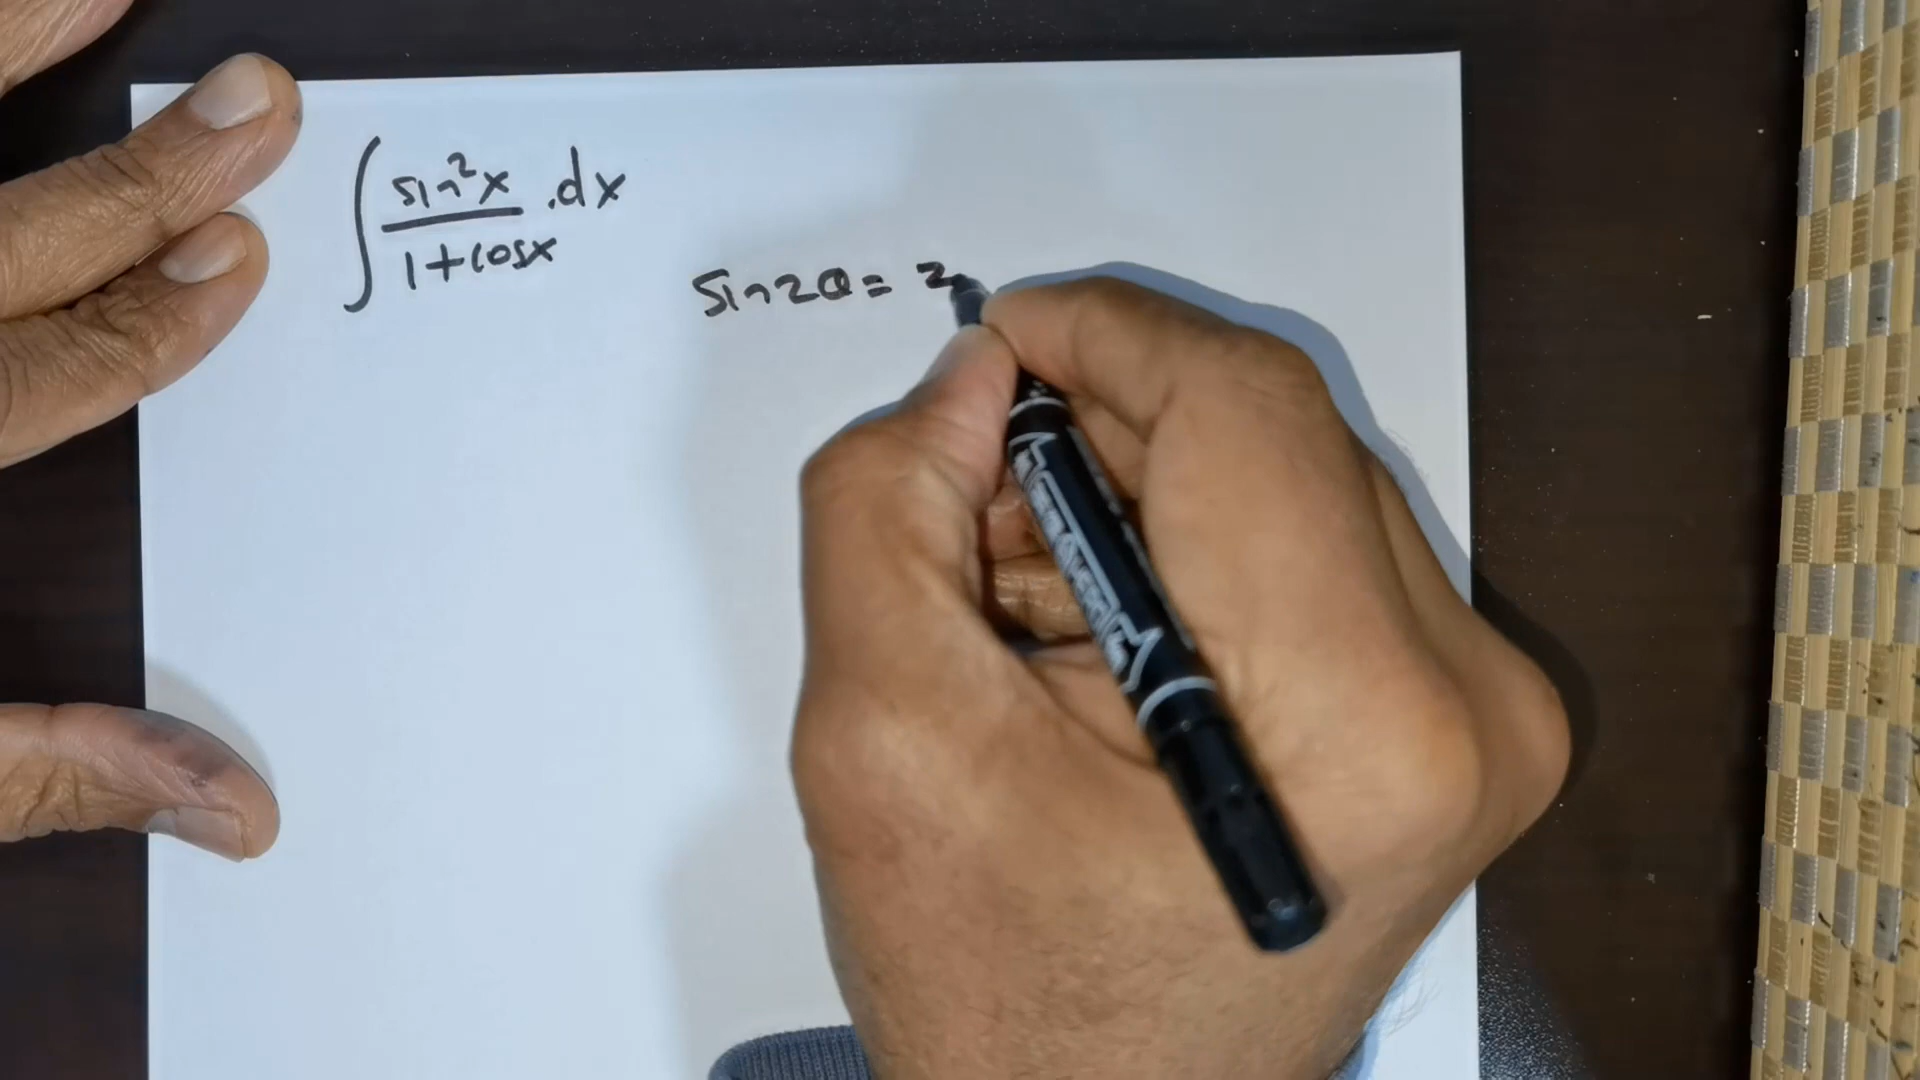 ∫ sin²x / 1+cosx .dx
sin2θ= 2